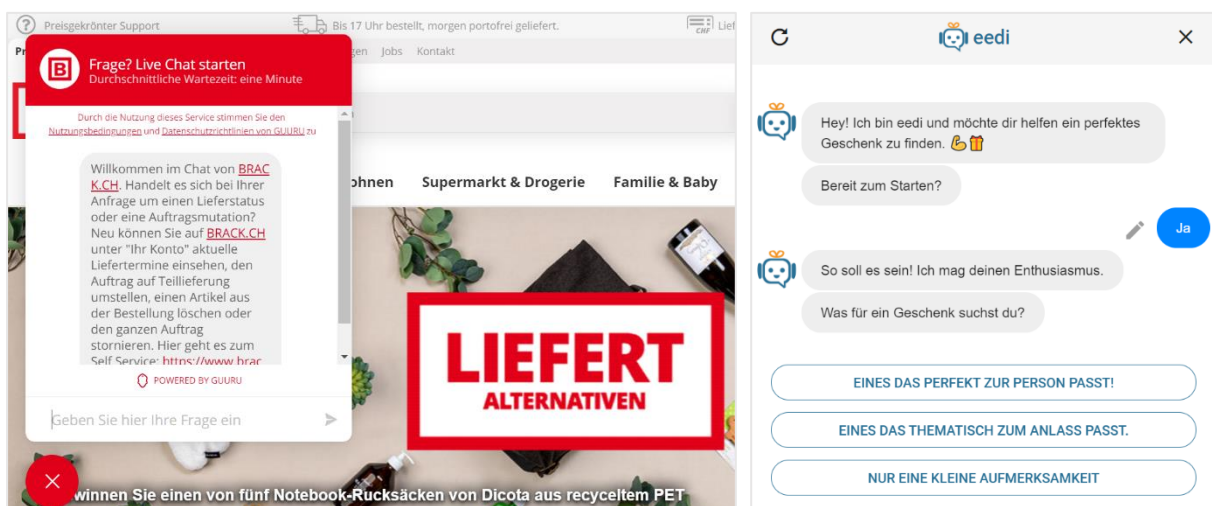 Preisgekrönter Support
Bis 17 Uhr bestellt, morgen portofrei geliefert.
CHF
Lief
Pr
gen Jobs Kontakt
B
Frage? Live Chat starten
Durchschnittliche Wartezeit: eine Minute
Durch die Nutzung dieses Service stimmen Sie den
Nutzungsbedingungen und Datenschutzrichtlinien von GUURU zu
Willkommen im Chat von BRAC
K.CH. Handelt es sich bei Ihrer
Anfrage um einen Lieferstatus
oder eine Auftragsmutation?
Neu können Sie auf BRACK.CH
unter "Ihr Konto" aktuelle
Liefertermine einsehen, den
Auftrag auf Teillieferung
umstellen, einen Artikel aus
der Bestellung löschen oder
den ganzen Auftrag
stornieren. Hier geht es zum
Self Service: https://www.brac
POWERED BY GUURU
Geben Sie hier Ihre Frage ein
ohnen Supermarkt & Drogerie Familie & Baby
LIEFERT
ALTERNATIVEN
winnen Sie einen von fünf Notebook-Rucksäcken von Dicota aus recyceltem PET
eedi
Hey! Ich bin eedi und möchte dir helfen ein perfektes
Geschenk zu finden. 💪🎁
Bereit zum Starten?
Ja
So soll es sein! Ich mag deinen Enthusiasmus.
Was für ein Geschenk suchst du?
EINES DAS PERFEKT ZUR PERSON PASST!
EINES DAS THEMATISCH ZUM ANLASS PASST.
NUR EINE KLEINE AUFMERKSAMKEIT